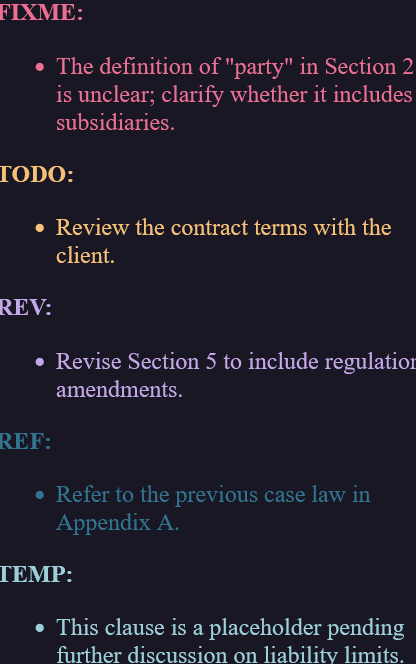 FIXME:
• The definition of "party" in Section 2
is unclear; clarify whether it includes
subsidiaries.
TODO:
• Review the contract terms with the
client.
REV:
• Revise Section 5 to include regulation
amendments.
REF:
• Refer to the previous case law in
Appendix A.
TEMP:
• This clause is a placeholder pending
further discussion on liability limits.